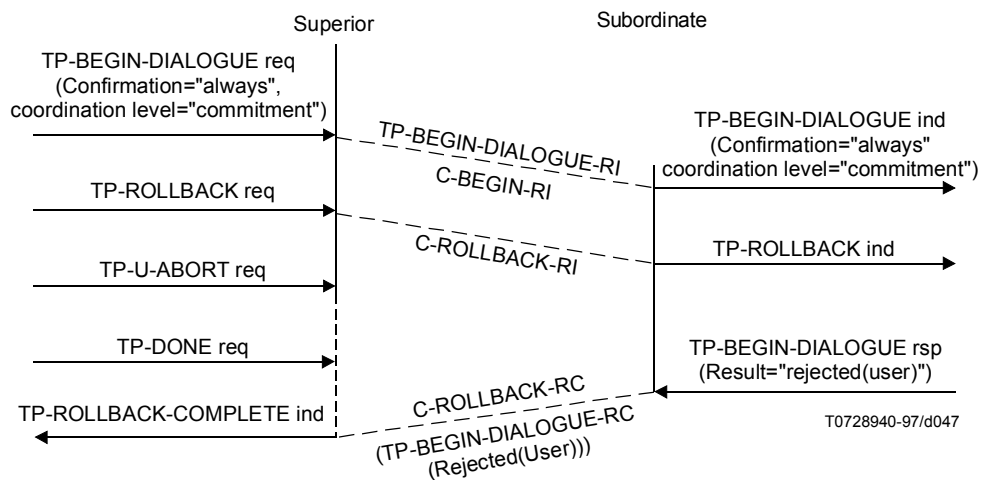 Superior
Subordinate
TP-BEGIN-DIALOGUE req
(Confirmation="always",
coordination level="commitment")
TP-BEGIN-DIALOGUE-RI
C-BEGIN-RI
TP-BEGIN-DIALOGUE ind
(Confirmation="always"
coordination level="commitment")
TP-ROLLBACK req
C-ROLLBACK-RI
TP-ROLLBACK ind
TP-U-ABORT req
TP-DONE req
TP-BEGIN-DIALOGUE rsp
(Result="rejected(user)")
C-ROLLBACK-RC
TP-ROLLBACK-COMPLETE ind
(TP-BEGIN-DIALOGUE-RC
(Rejected(User)))
T0728940-97/d047